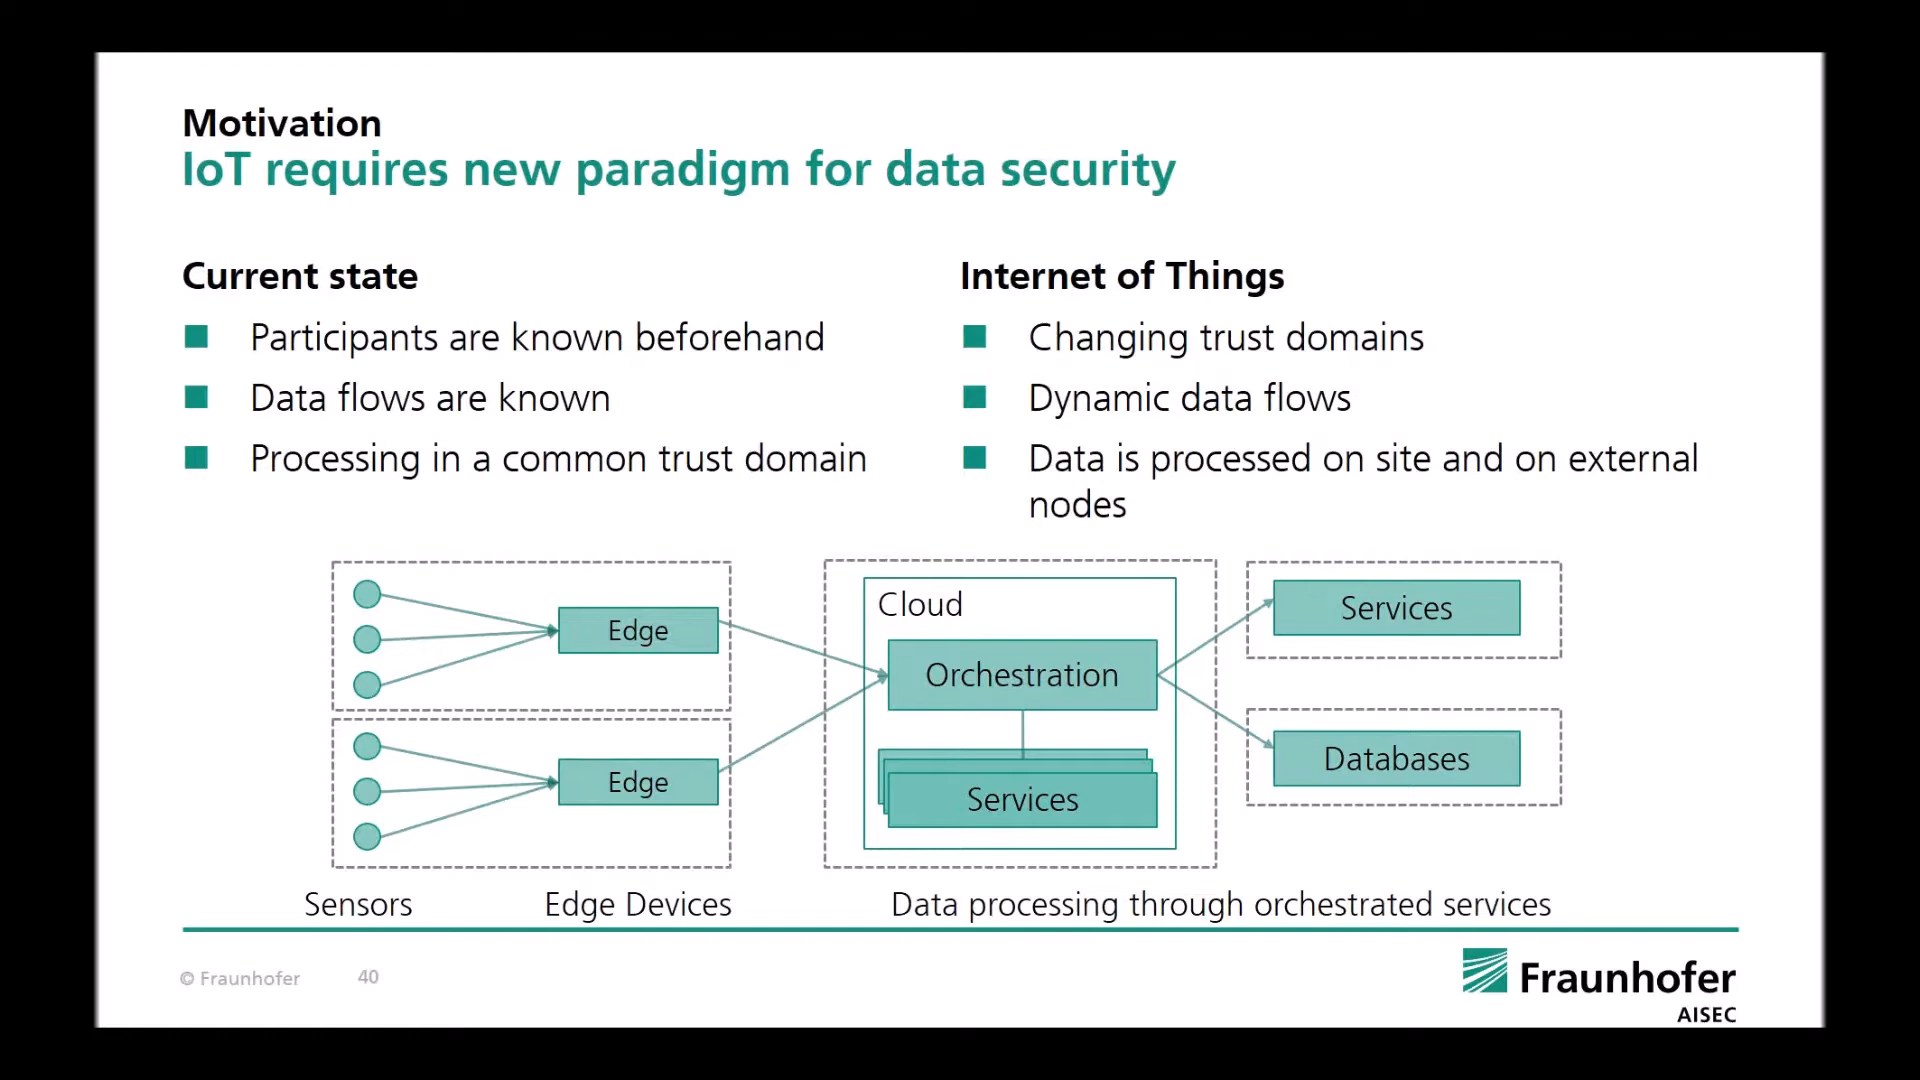 Motivation
IoT requires new paradigm for data security
Current state
Participants are known beforehand
Data flows are known
Processing in a common trust domain
Internet of Things
Changing trust domains
Dynamic data flows
Data is processed on site and on external
nodes
Edge
Edge
Cloud
Orchestration
Services
Services
Databases
Sensors
Edge Devices
Data processing through orchestrated services
© Fraunhofer
40
Fraunhofer
AISEC